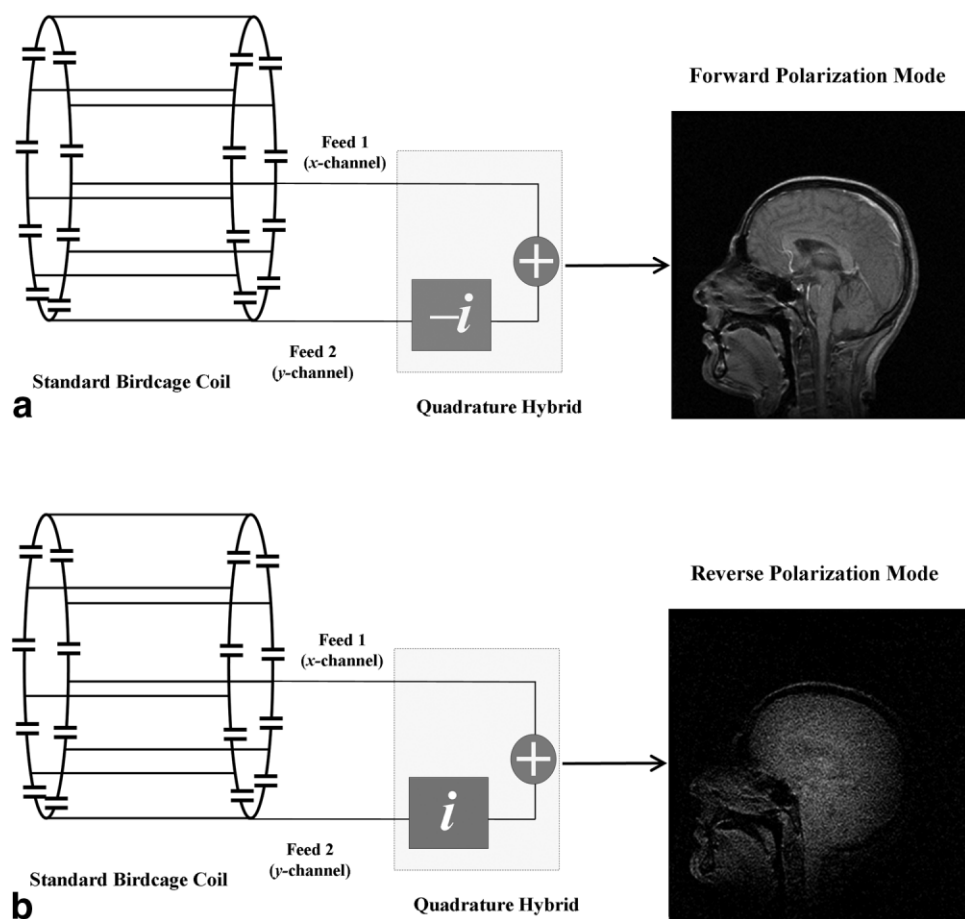 Forward Polarization Mode
Feed 1
(x-channel)
+
−i
Feed 2
(y-channel)
Standard Birdcage Coil
Quadrature Hybrid
a
Reverse Polarization Mode
Feed 1
(x-channel)
+
i
Feed 2
(y-channel)
Standard Birdcage Coil
Quadrature Hybrid
b